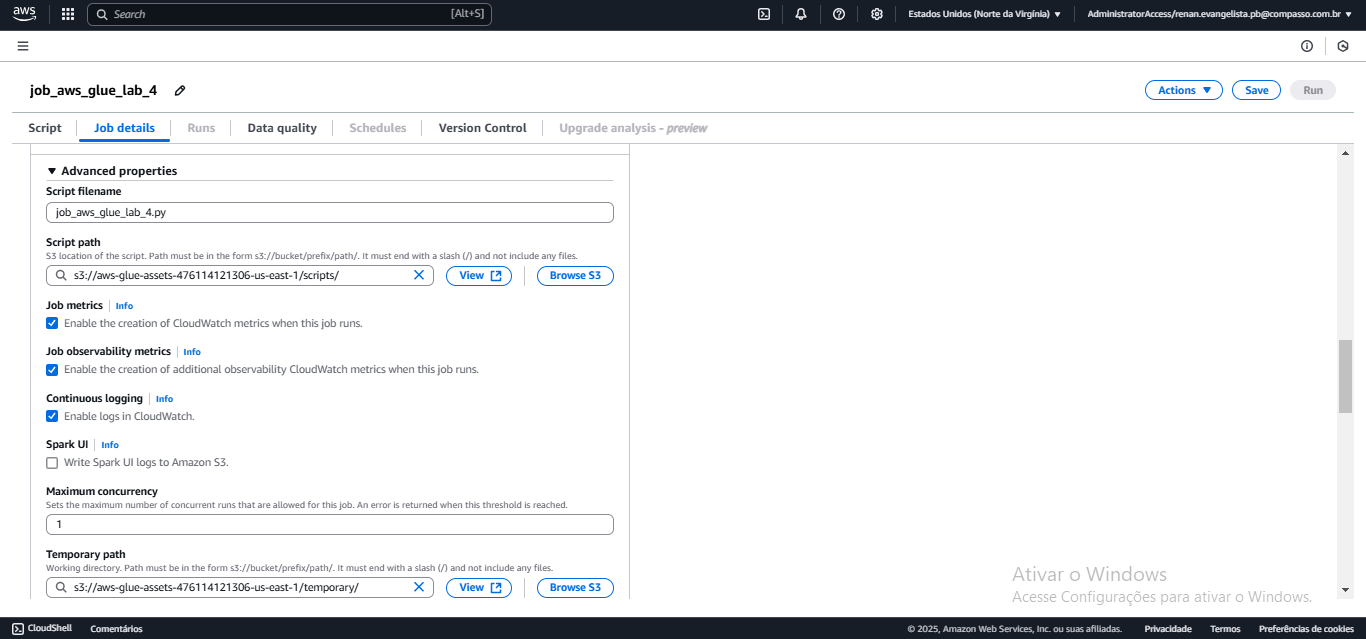 aws
Search [Alt+S]
Estados Unidos (Norte da Virgínia) ▼
AdministratorAccess/renan.evangelista.pb@compasso.com.br ▼
job_aws_glue_lab_4
Actions ▼ Save Run
Script Job details Runs Data quality Schedules Version Control Upgrade analysis - preview
▼ Advanced properties
Script filename
job_aws_glue_lab_4.py
Script path
S3 location of the script. Path must be in the form s3://bucket/prefix/path/. It must end with a slash (/) and not include any files.
s3://aws-glue-assets-476114121306-us-east-1/scripts/ View Browse S3
Job metrics Info
Enable the creation of CloudWatch metrics when this job runs.
Job observability metrics Info
Enable the creation of additional observability CloudWatch metrics when this job runs.
Continuous logging Info
Enable logs in CloudWatch.
Spark UI Info
Write Spark UI logs to Amazon S3.
Maximum concurrency
Sets the maximum number of concurrent runs that are allowed for this job. An error is returned when this threshold is reached.
1
Temporary path
Working directory. Path must be in the form s3://bucket/prefix/path/. It must end with a slash (/) and not include any files.
s3://aws-glue-assets-476114121306-us-east-1/temporary/ View Browse S3
Ativar o Windows
Acesse Configurações para ativar o Windows.
CloudShell Comentários © 2025, Amazon Web Services, Inc. ou suas afiliadas. Privacidade Termos Preferências de cookies